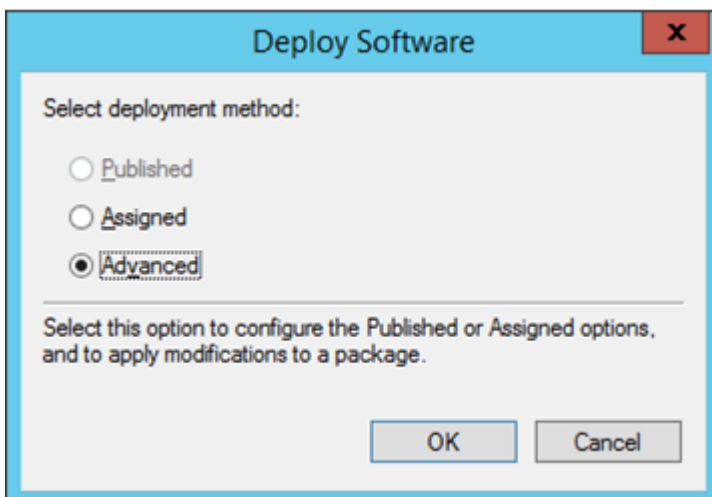 Deploy Software
x
Select deployment method:
Published
Assigned
Advanced
Select this option to configure the Published or Assigned options,
and to apply modifications to a package.
OK Cancel